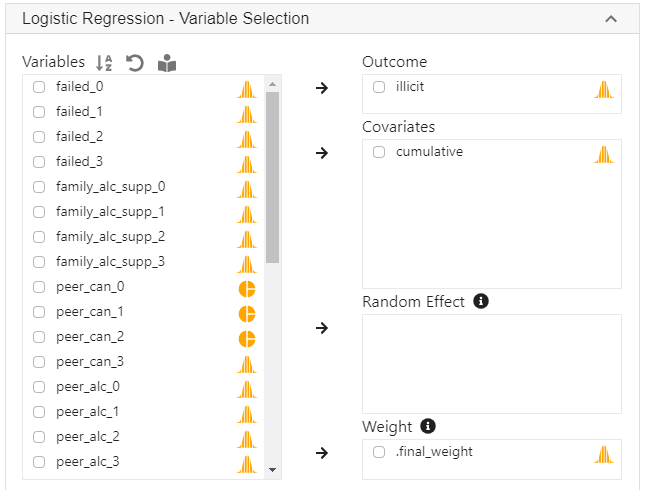 Logistic Regression - Variable Selection
Variables
failed_0
failed_1
failed_2
failed_3
family_alc_supp_0
family_alc_supp_1
family_alc_supp_2
family_alc_supp_3
peer_can_0
peer_can_1
peer_can_2
peer_can_3
peer_alc_0
peer_alc_1
peer_alc_2
peer_alc_3
Outcome
illicit
Covariates
cumulative
Random Effect
Weight
.final_weight